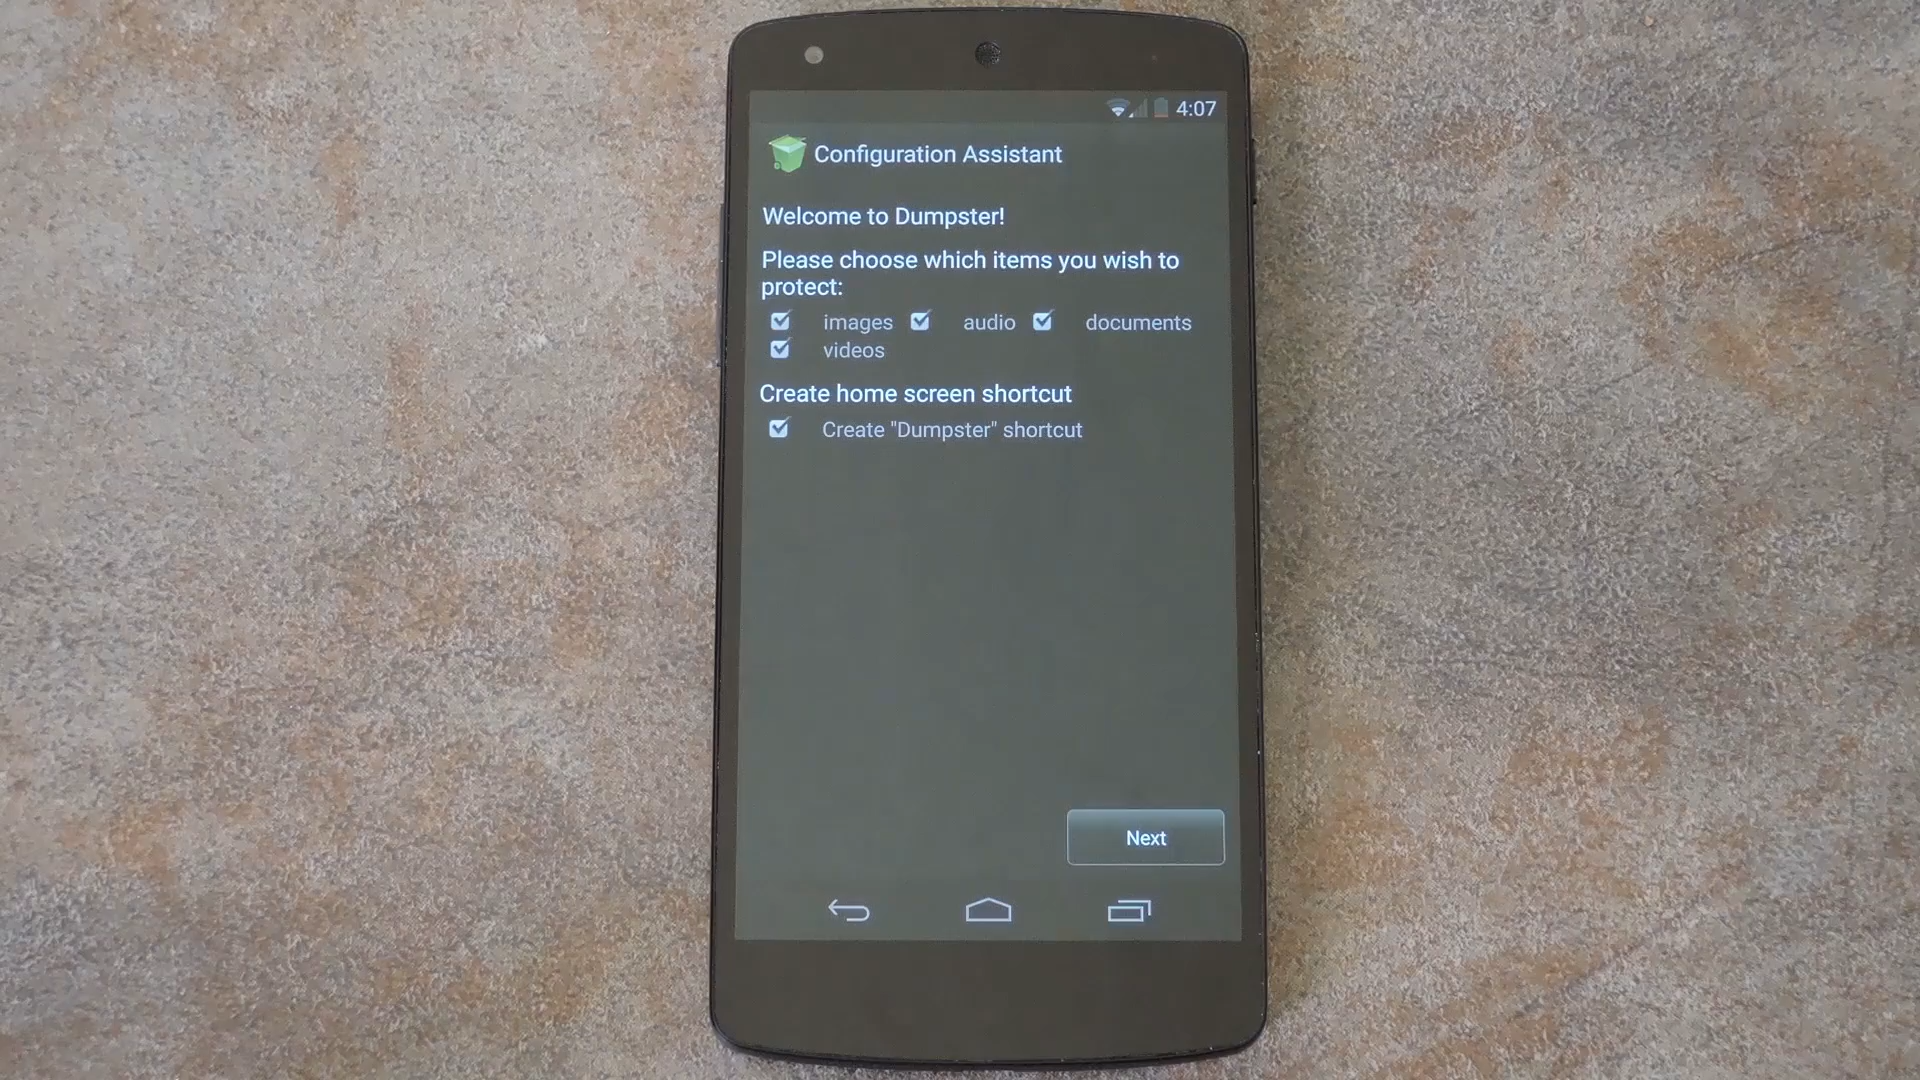 4:07
Configuration Assistant
Welcome to Dumpster!
Please choose which items you wish to
protect:
images audio documents
videos
Create home screen shortcut
Create "Dumpster" shortcut
Next